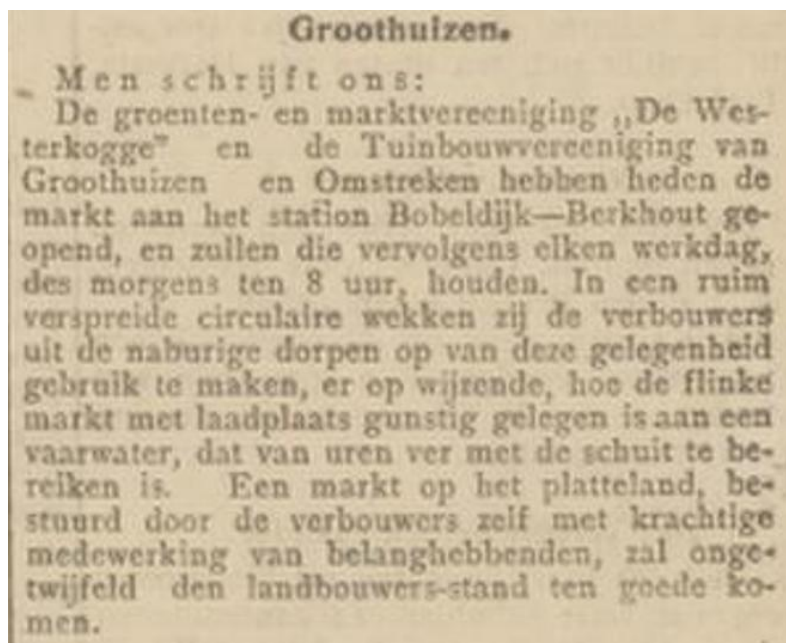 Groothuizen.
Men schrijft ons:
De groenten- en marktvereeniging ,,De Wes-
terkogge" en de Tuinbouwvereeniging van
Groothuizen en Omstreken hebben heden de
markt aan het station Bobeldijk—Berkhout ge-
opend, en zullen die vervolgens elken werkdag,
des morgens ten 8 uur, houden. In een ruim
verspreide circulaire wekken zij de verbouwers
uit de naburige dorpen op van deze gelegenheid
gebruik te maken, er op wijzende, hoe de flinke
markt met laadplaats gunstig gelegen is aan een
vaarwater, dat van uren ver met de schuit te be-
reiken is. Een markt op het platteland, be-
stuurd door de verbouwers zelf met krachtige
medewerking van belanghebbenden, zal onge-
twijfeld den landbouwers-stand ten goede ko-
men.